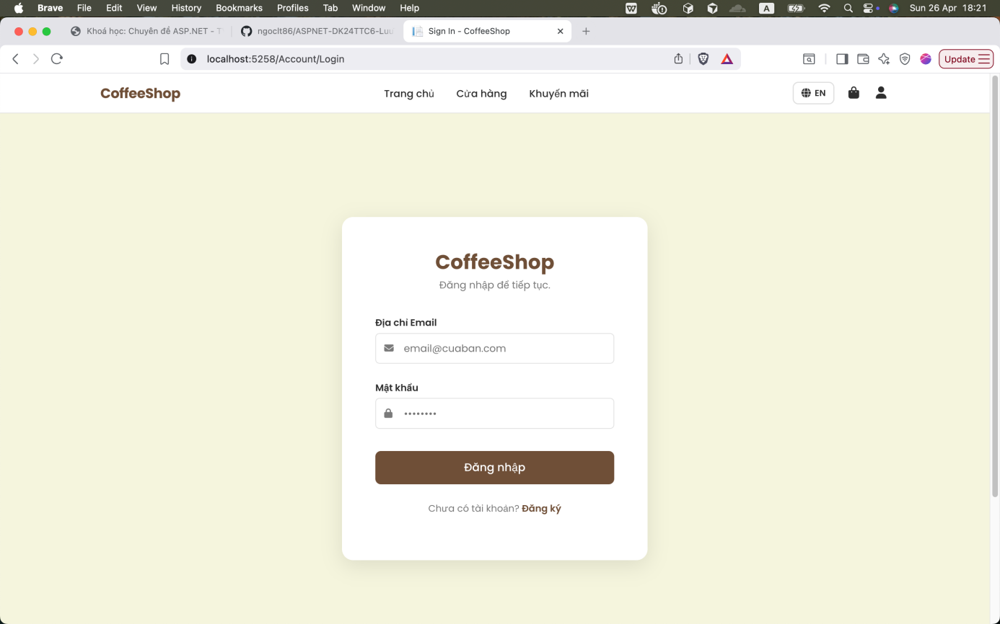 Brave File Edit View History Bookmarks Profiles Tab Window Help A Sun 26 Apr 18:21
Khoá học: Chuyên đề ASP.NET - T ngoclt86/ASPNET-DK24TTC6-Luu Sign In - CoffeeShop
localhost:5258/Account/Login Update
CoffeeShop Trang chủ Cửa hàng Khuyến mãi EN
CoffeeShop
Đăng nhập để tiếp tục.
Địa chỉ Email
email@cuaban.com
Mật khẩu
••••••••
Đăng nhập
Chưa có tài khoản? Đăng ký